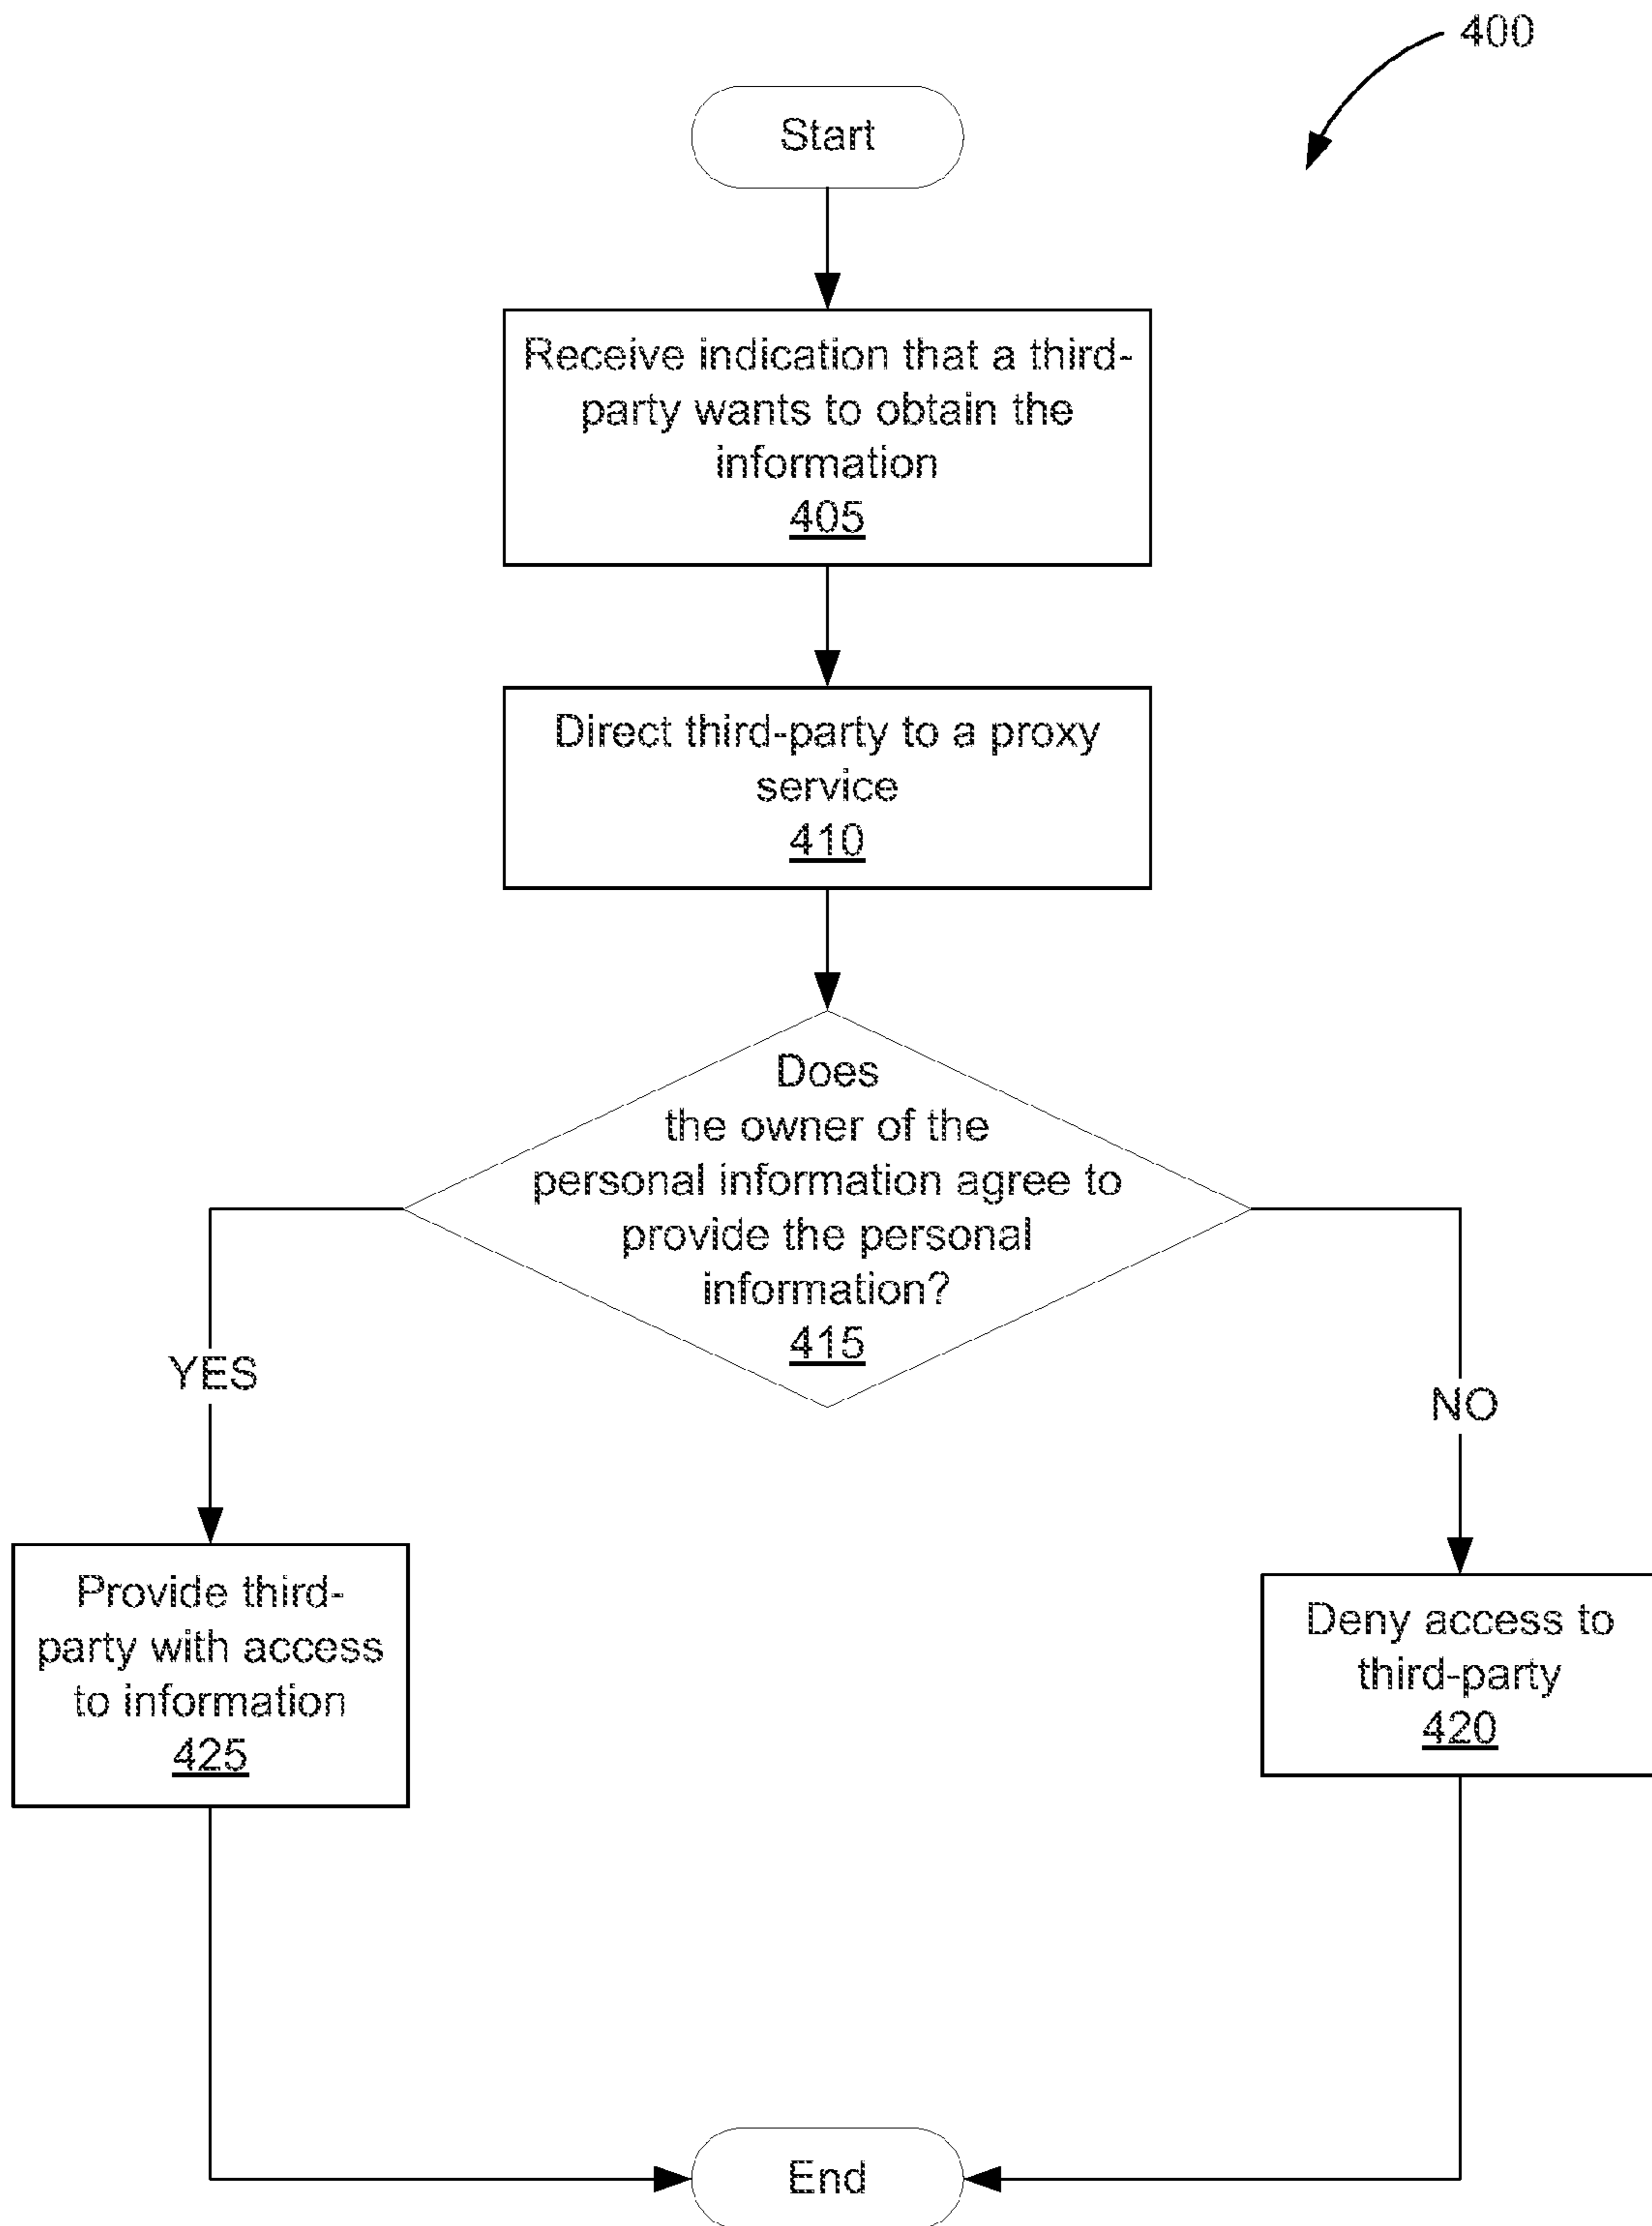 400
Start
Receive indication that a third-
party wants to obtain the
information
405
Direct third-party to a proxy
service
410
Does
the owner of the
personal information agree to
provide the personal
information?
415
YES
NO
Provide third-
party with access
to information
425
Deny access to
third-party
420
End